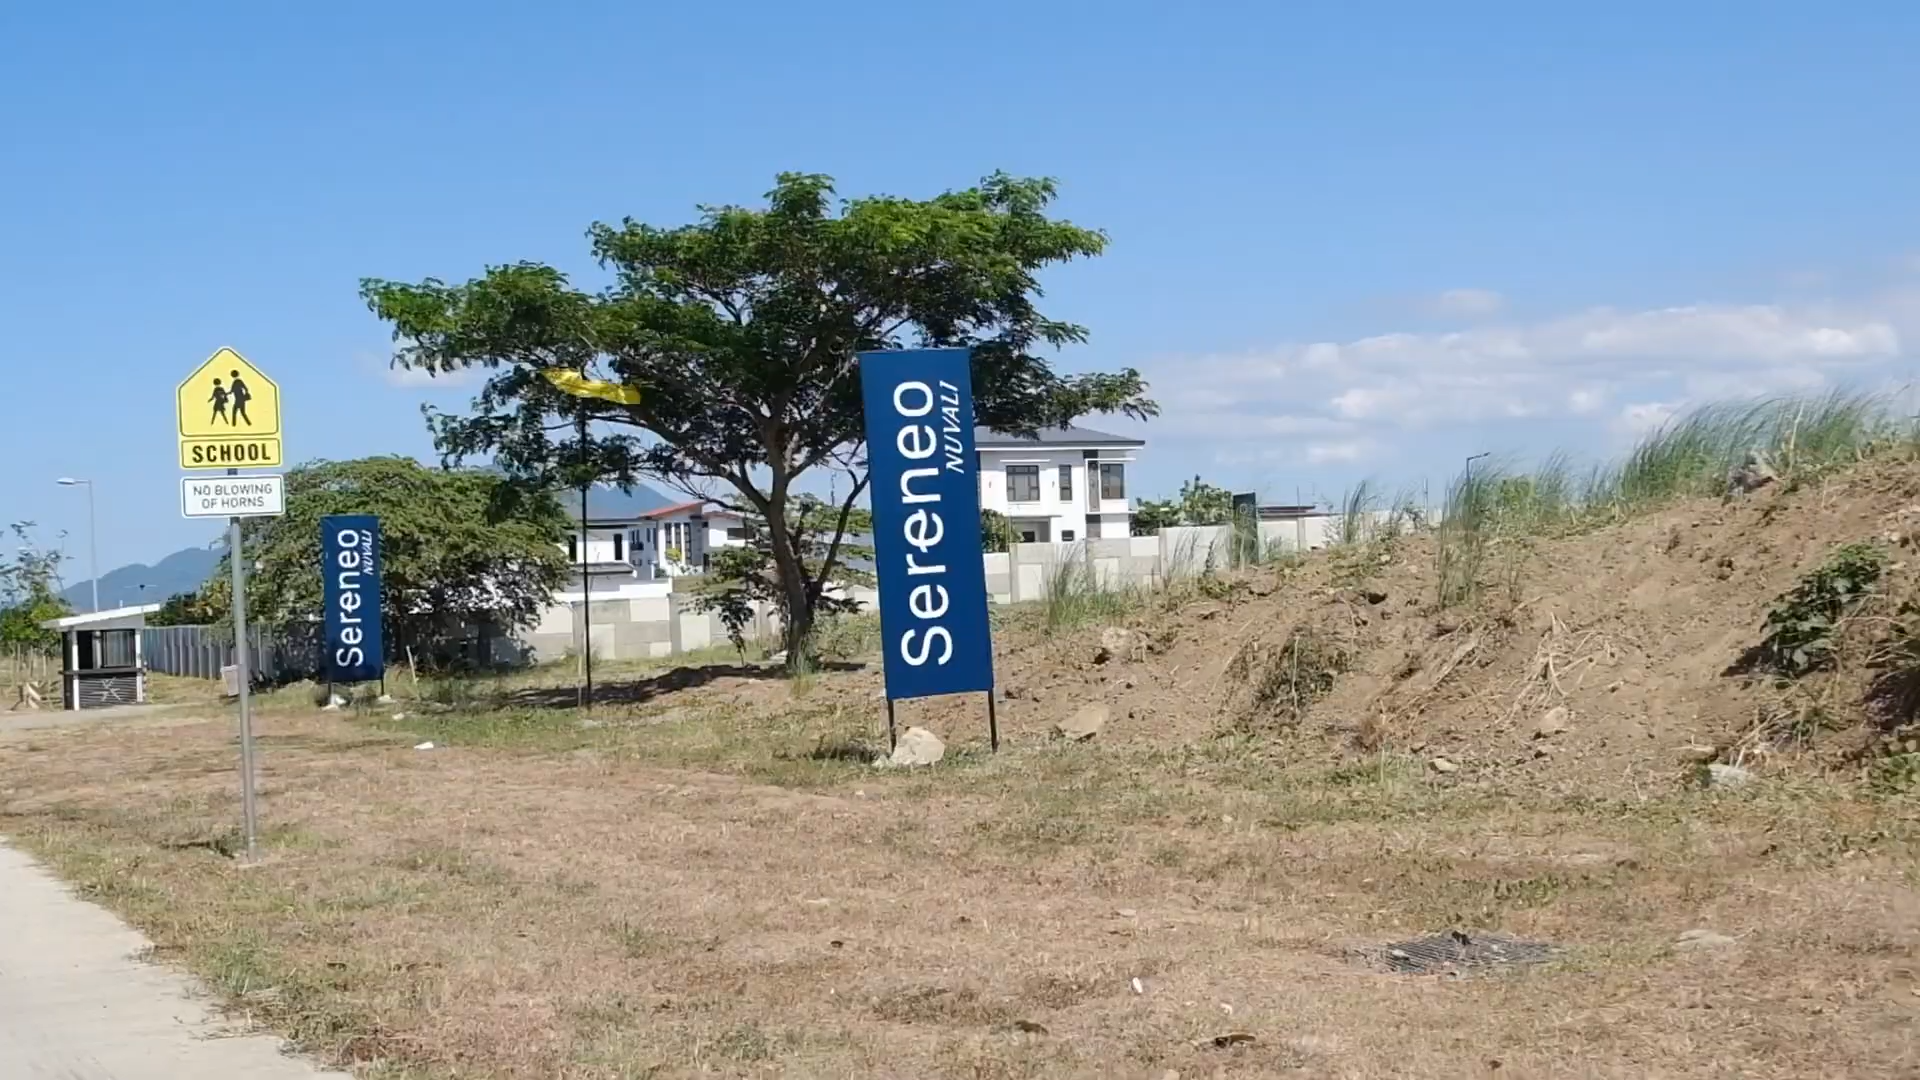 SCHOOL
NO BLOWING
OF HORNS
Sereneo
NUVALI
Sereneo
NUVALI